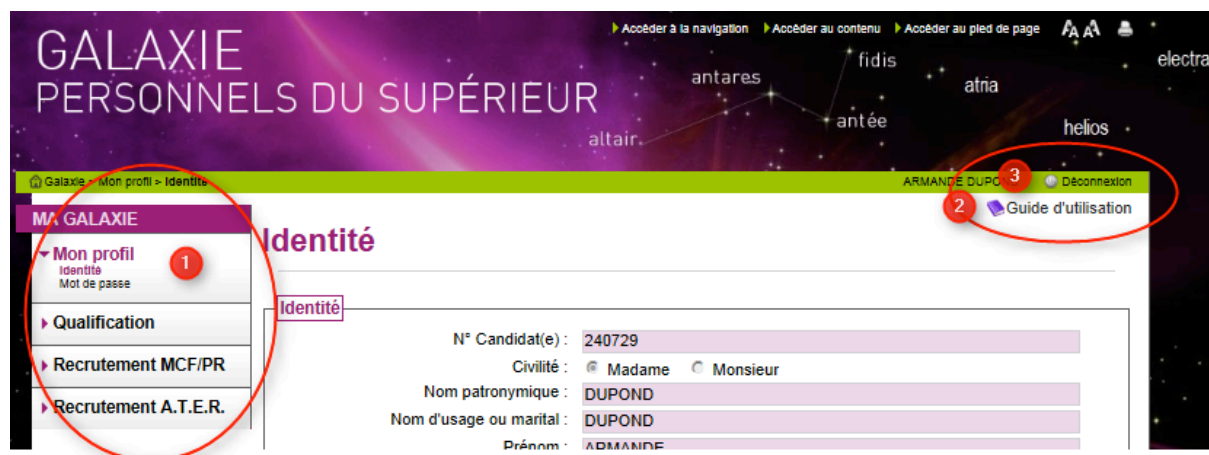 Accéder à la navigation Accéder au contenu Accéder au pied de page A A A
GALAXIE
PERSONNELS DU SUPÉRIEUR
fidis
electra
antares
atria
antée
helios
altair
Galaxie > Mon profil > Identité
ARMANDE DUPOND 3 Déconnexion
2 Guide d'utilisation
MA GALAXIE
Mon profil
Identité
Mot de passe
1
Qualification
Recrutement MCF/PR
Recrutement A.T.E.R.
Identité
Identité
N° Candidat(e) : 240729
Civilité : Madame Monsieur
Nom patronymique : DUPOND
Nom d'usage ou marital : DUPOND
Prénom : ARMANDE